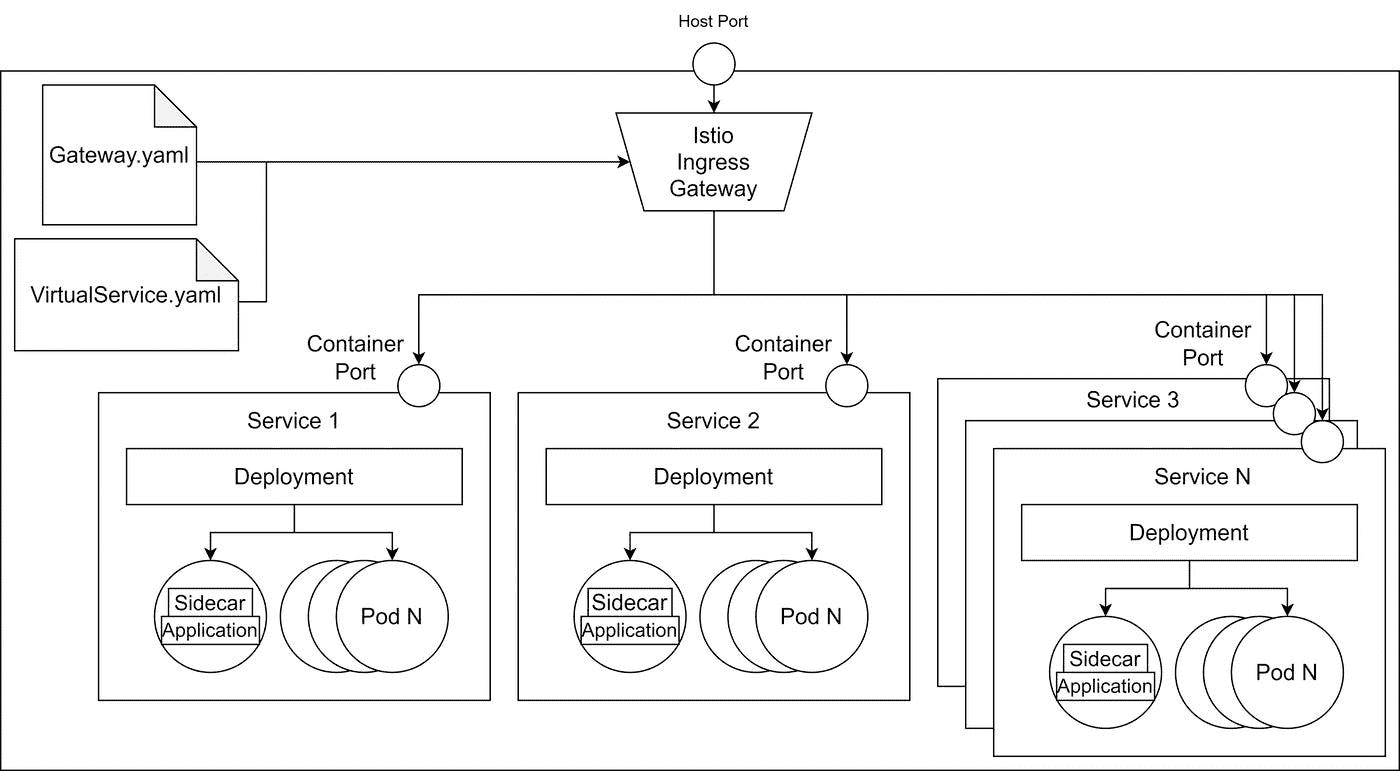 Host Port
Istio
Ingress
Gateway
Gateway.yaml
VirtualService.yaml
Container
Port
Service 1
Deployment
Sidecar
Application
Pod N
Container
Port
Service 2
Deployment
Sidecar
Application
Pod N
Container
Port
Service 3
Service N
Deployment
Sidecar
Application
Pod N